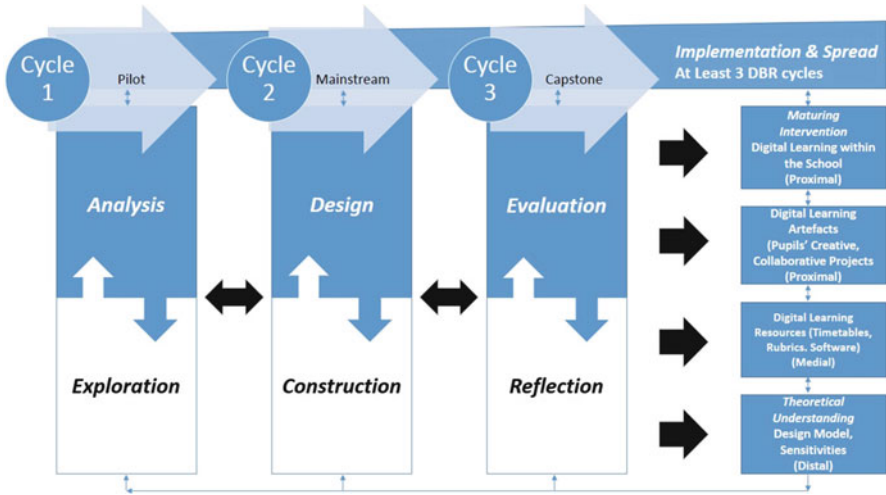 Cycle
1
Pilot
Cycle
2
Mainstream
Cycle
3
Capstone
Implementation & Spread
At Least 3 DBR cycles
Analysis
Exploration
Design
Construction
Evaluation
Reflection
Maturing
Intervention
Digital Learning within
the School
(Proximal)
Digital Learning
Artefacts
(Pupils' Creative,
Collaborative Projects
(Proximal)
Digital Learning
Resources (Timetables,
Rubrics. Software)
(Medial)
Theoretical
Understanding
Design Model,
Sensitivities
(Distal)